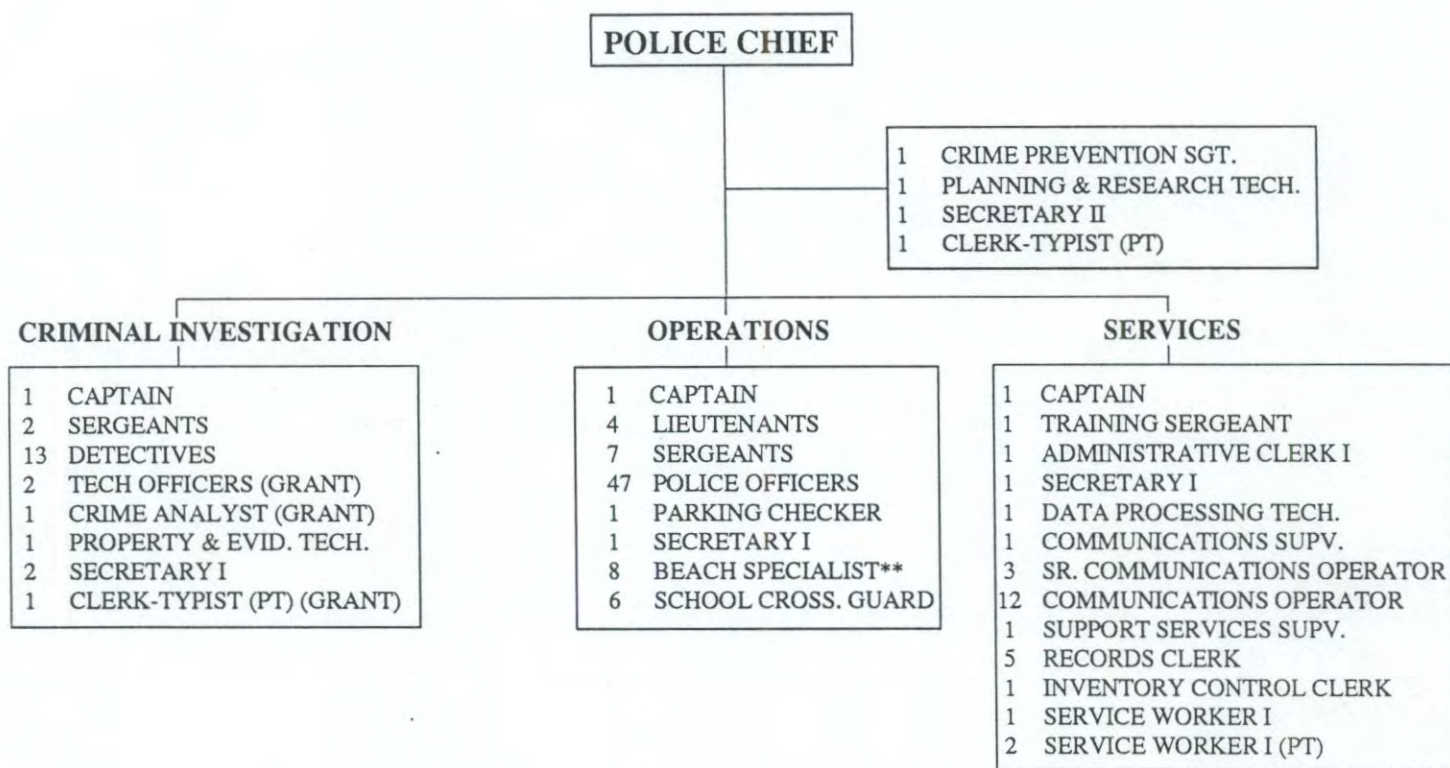 POLICE CHIEF
1 CRIME PREVENTION SGT.
1 PLANNING & RESEARCH TECH.
1 SECRETARY II
1 CLERK-TYPIST (PT)
CRIMINAL INVESTIGATION
1 CAPTAIN
2 SERGEANTS
13 DETECTIVES
2 TECH OFFICERS (GRANT)
1 CRIME ANALYST (GRANT)
1 PROPERTY & EVID. TECH.
2 SECRETARY I
1 CLERK-TYPIST (PT) (GRANT)
OPERATIONS
1 CAPTAIN
4 LIEUTENANTS
7 SERGEANTS
47 POLICE OFFICERS
1 PARKING CHECKER
1 SECRETARY I
8 BEACH SPECIALIST**
6 SCHOOL CROSS. GUARD
SERVICES
1 CAPTAIN
1 TRAINING SERGEANT
1 ADMINISTRATIVE CLERK I
1 SECRETARY I
1 DATA PROCESSING TECH.
1 COMMUNICATIONS SUPV.
3 SR. COMMUNICATIONS OPERATOR
12 COMMUNICATIONS OPERATOR
1 SUPPORT SERVICES SUPV.
5 RECORDS CLERK
1 INVENTORY CONTROL CLERK
1 SERVICE WORKER I
2 SERVICE WORKER I (PT)